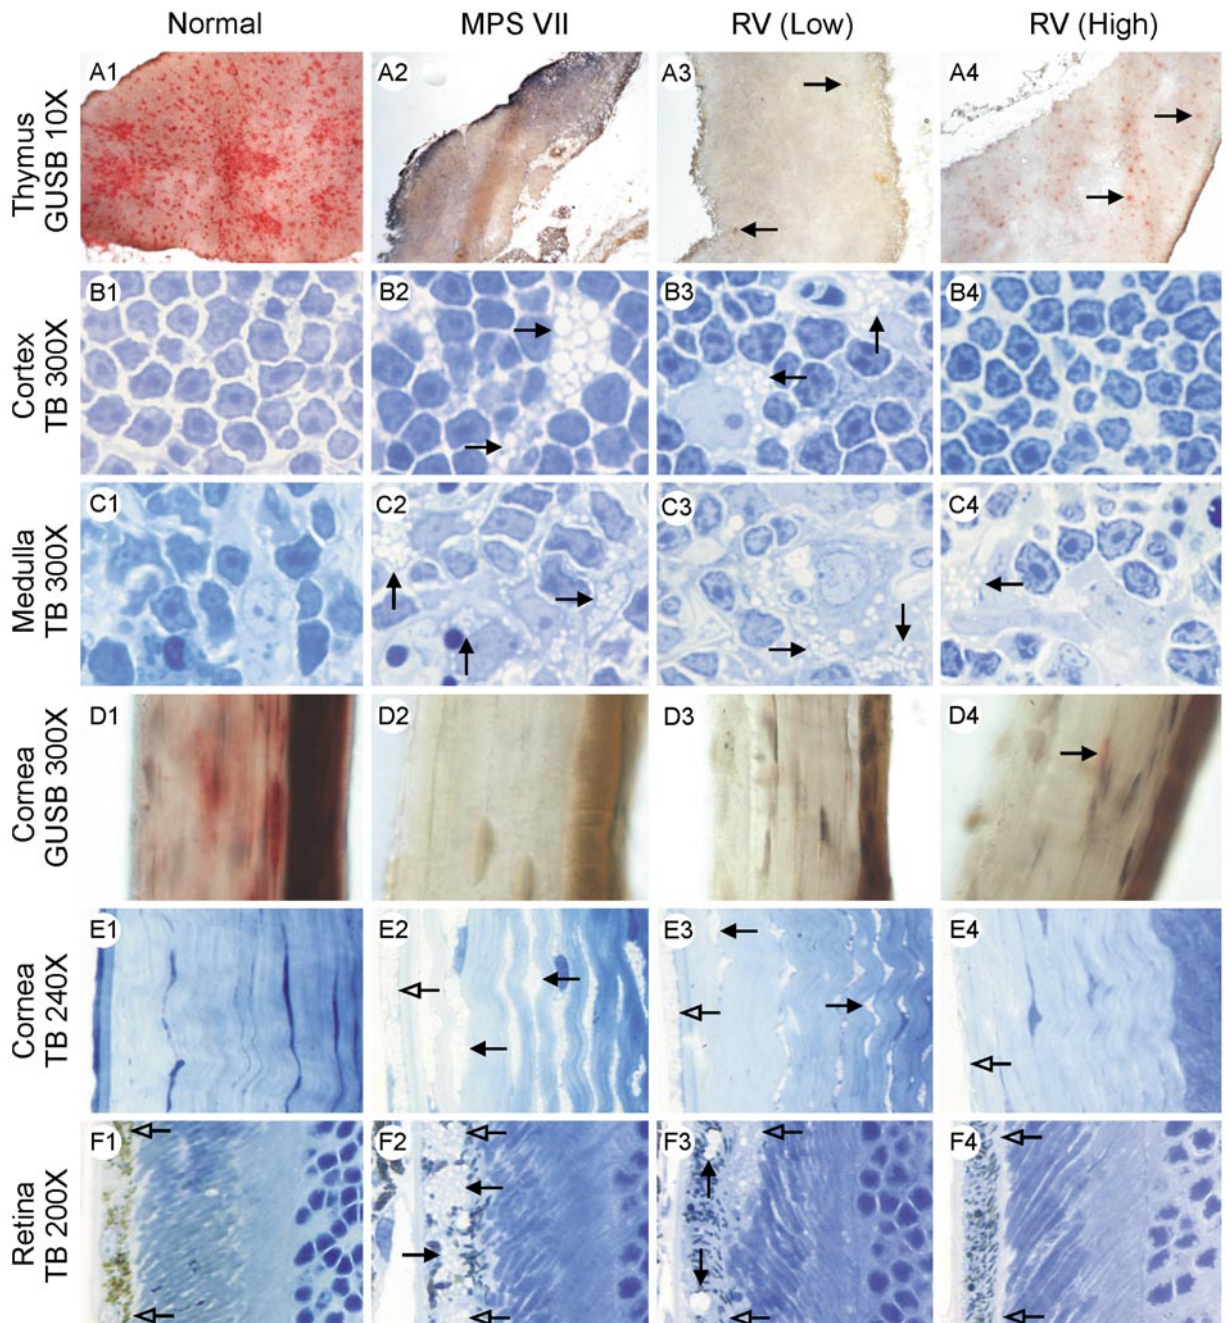 Normal MPS VII RV (Low) RV (High)
Thymus
GUSB 10X
A1 A2 A3 A4
Cortex
TB 300X
B1 B2 B3 B4
Medulla
TB 300X
C1 C2 C3 C4
Cornea
GUSB 300X
D1 D2 D3 D4
Cornea
TB 240X
E1 E2 E3 E4
Retina
TB 200X
F1 F2 F3 F4